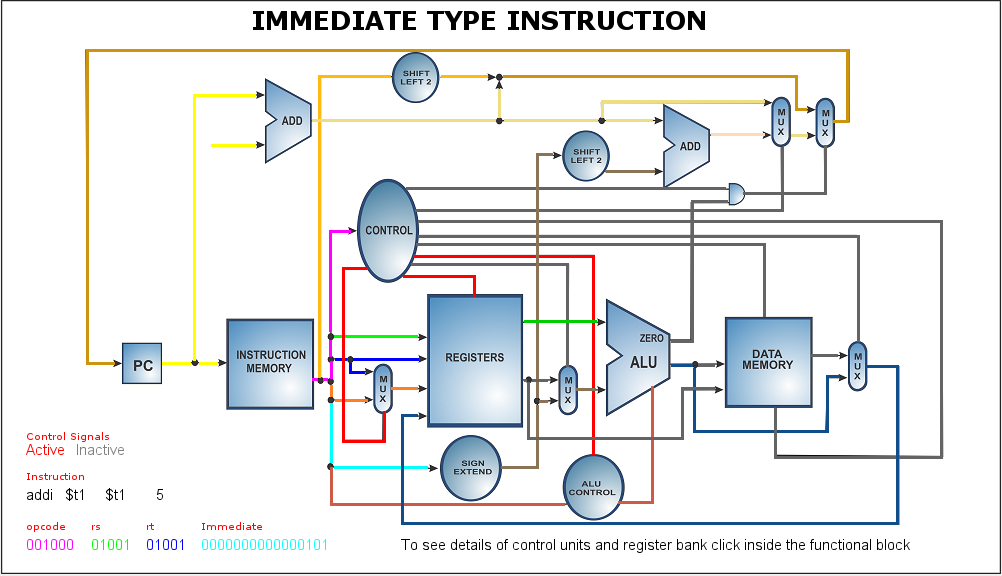 IMMEDIATE TYPE INSTRUCTION
SHIFT
LEFT 2
ADD
MUX
MUX
SHIFT
LEFT 2
ADD
CONTROL
PC
INSTRUCTION
MEMORY
MUX
REGISTERS
MUX
ZERO
ALU
DATA
MEMORY
MUX
SIGN
EXTEND
ALU
CONTROL
Control Signals
Active Inactive
Instruction
addi $t1 $t1 5
opcode rs rt Immediate
001000 01001 01001 0000000000000101
To see details of control units and register bank click inside the functional block